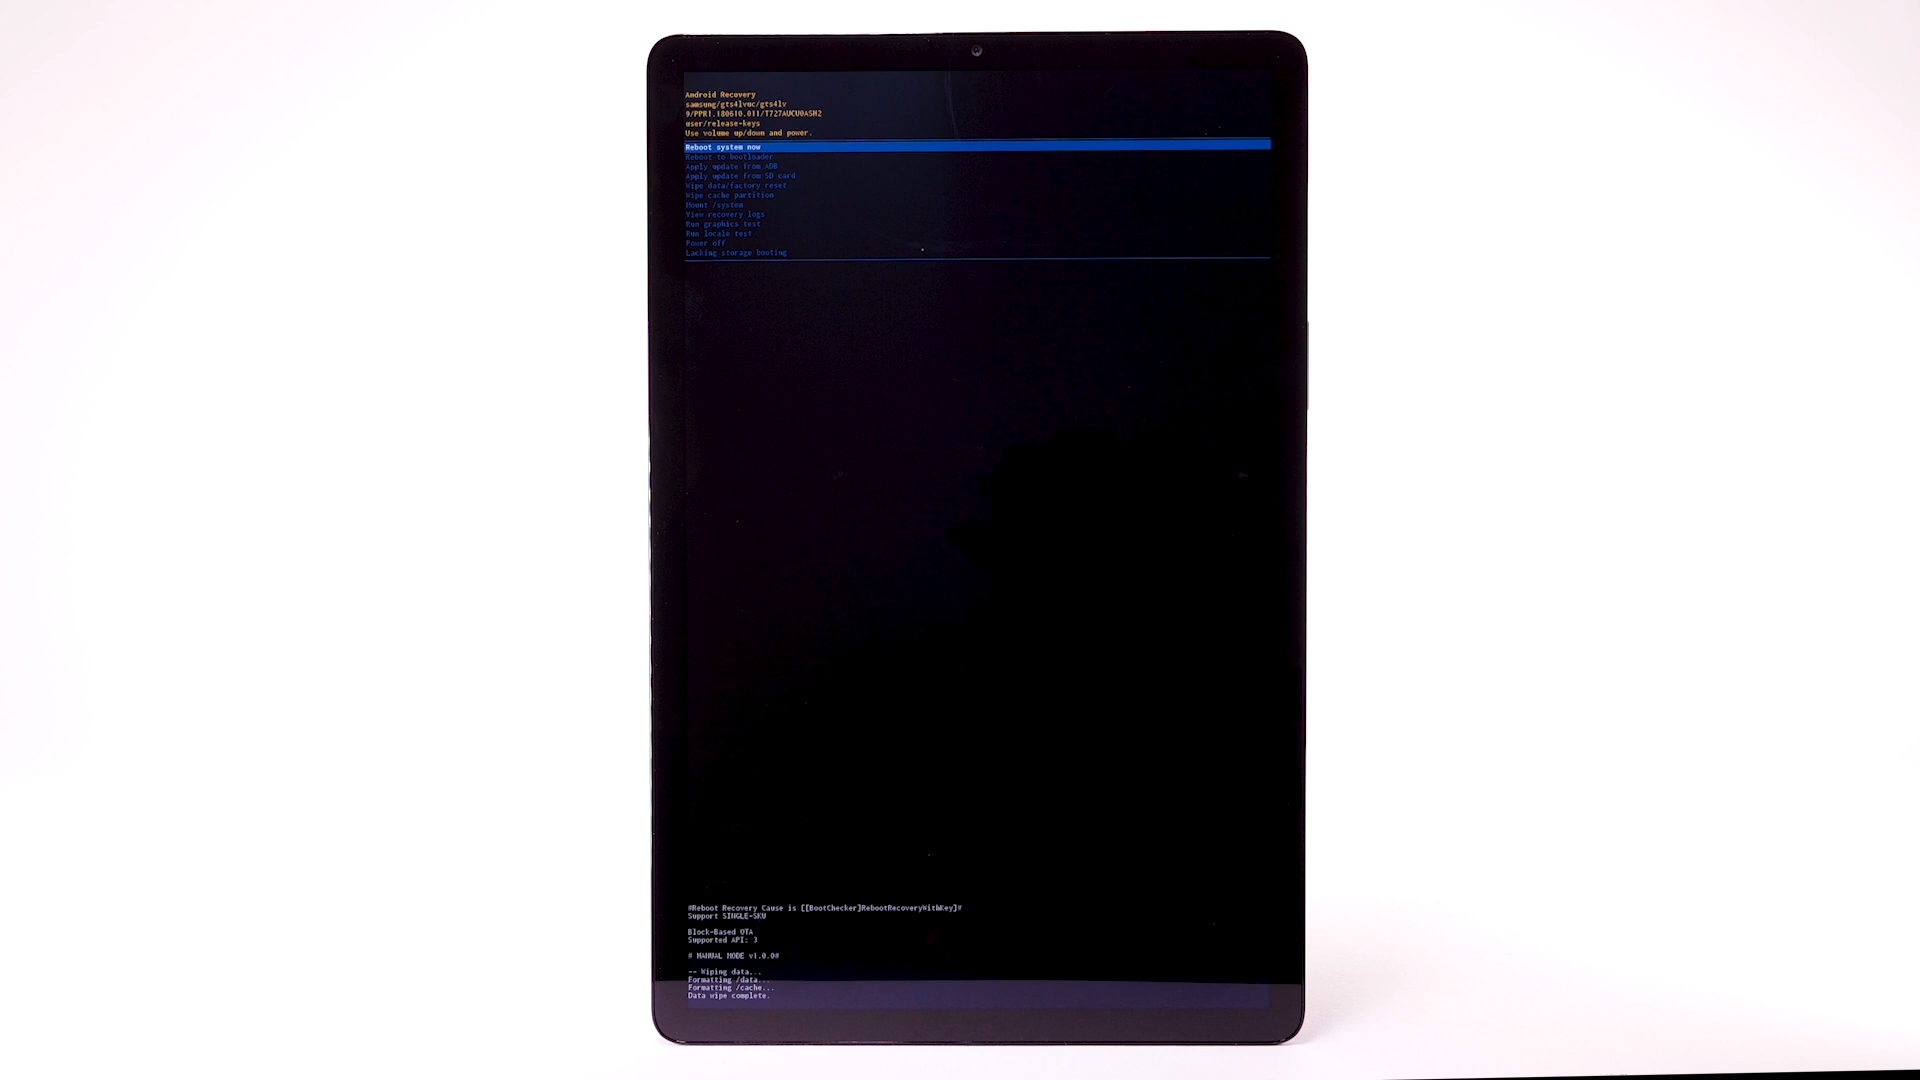 Android Recovery
samsung/gts4lvuc/gts4lv
9/PPR1.180610.011/T727AUCU0ASH2
user/release-keys
Use volume up/down and power.
Reboot system now
Reboot to bootloader
Apply update from ADB
Apply update from SD card
Wipe data/factory reset
Wipe cache partition
Mount /system
View recovery logs
Run graphics test
Run locale test
Power off
Lacking storage booting
#Reboot Recovery Cause is [[BootChecker]RebootRecoveryWithKey]#
Support SINGLE-SKU
Block-Based OTA
Supported API: 3
# MANUAL MODE v1.0.0#
-- Wiping data...
Formatting /data...
Formatting /cache...
Data wipe complete.